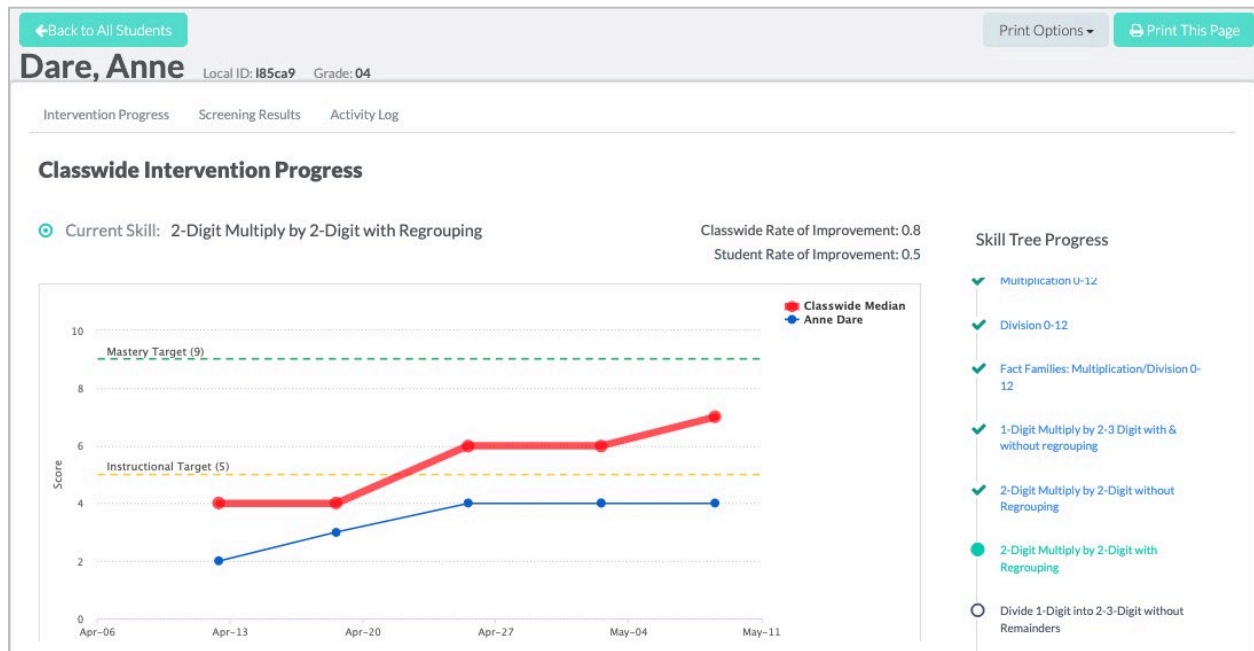 Back to All Students
Print Options
Print This Page
Dare, Anne Local ID: l85ca9 Grade: 04
Intervention Progress Screening Results Activity Log
Classwide Intervention Progress
Current Skill: 2-Digit Multiply by 2-Digit with Regrouping
Classwide Rate of Improvement: 0.8
Student Rate of Improvement: 0.5
Classwide Median
Anne Dare
Score
10
Mastery Target (9)
8
6
Instructional Target (5)
4
2
0
Apr-06 Apr-13 Apr-20 Apr-27 May-04 May-11
Skill Tree Progress
Multiplication 0-12
Division 0-12
Fact Families: Multiplication/Division 0-
12
1-Digit Multiply by 2-3 Digit with &
without regrouping
2-Digit Multiply by 2-Digit without
Regrouping
2-Digit Multiply by 2-Digit with
Regrouping
Divide 1-Digit into 2-3-Digit without
Remainders